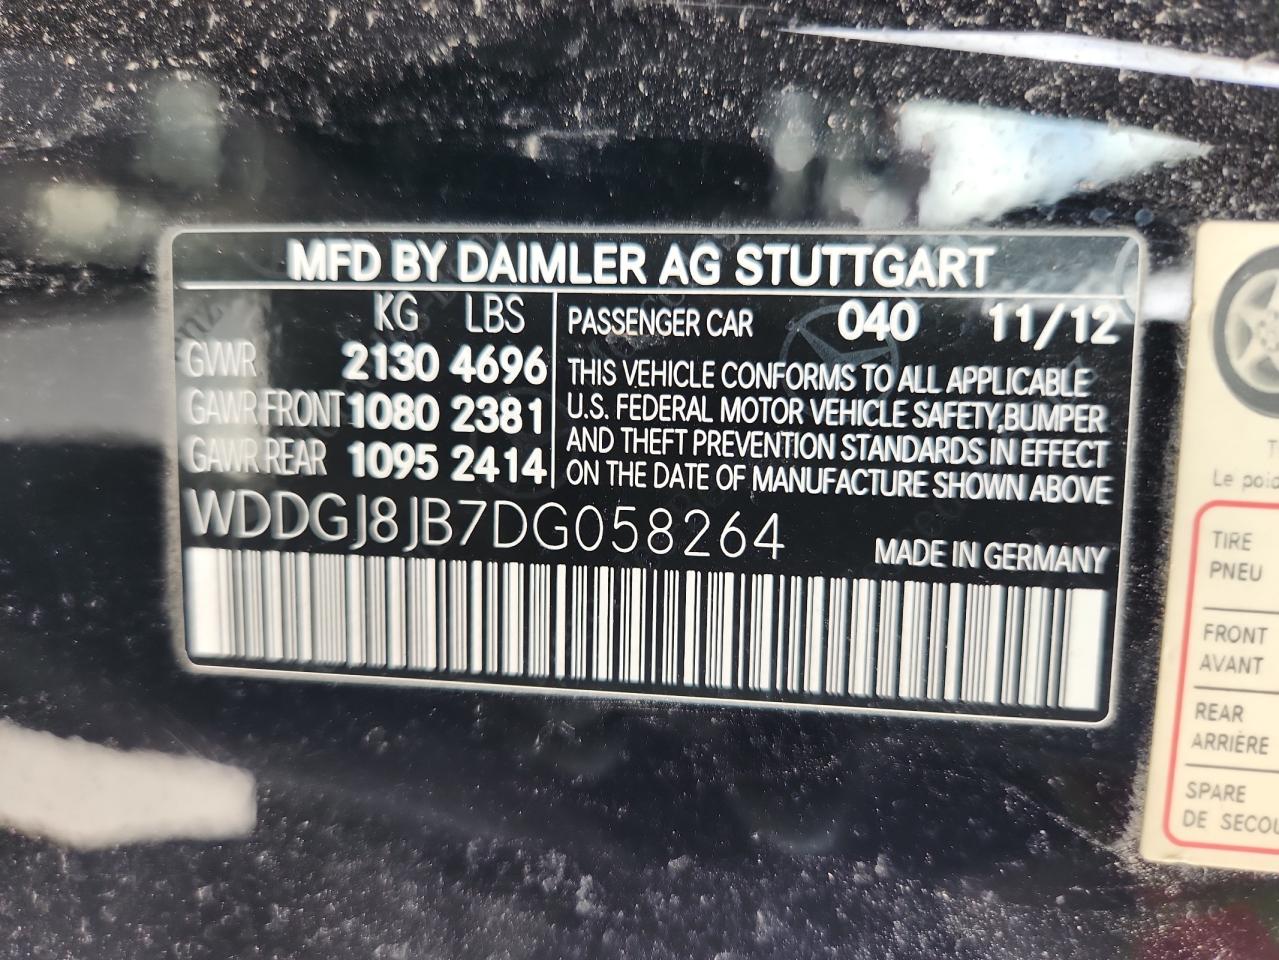 MFD BY DAIMLER AG STUTTGART
KG LBS
GVWR 2130 4696
GAWR FRONT 1080 2381
GAWR REAR 1095 2414
PASSENGER CAR 040 11/12
THIS VEHICLE CONFORMS TO ALL APPLICABLE
U.S. FEDERAL MOTOR VEHICLE SAFETY,BUMPER
AND THEFT PREVENTION STANDARDS IN EFFECT
ON THE DATE OF MANUFACTURE SHOWN ABOVE
WDDGJ8JB7DG058264
MADE IN GERMANY
Le
TIRE
PNEU
FRONT
AVANT
REAR
ARRIÈRE
SPARE
DE